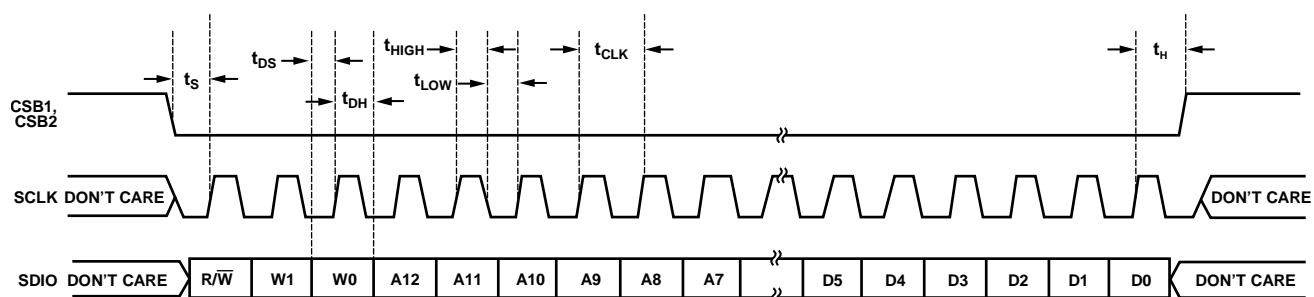 tS
tDS
tDH
tHIGH
tLOW
tCLK
tH
CSB1,
CSB2
SCLK DON'T CARE DON'T CARE
SDIO DON'T CARE R/W̅ W1 W0 A12 A11 A10 A9 A8 A7 D5 D4 D3 D2 D1 D0 DON'T CARE